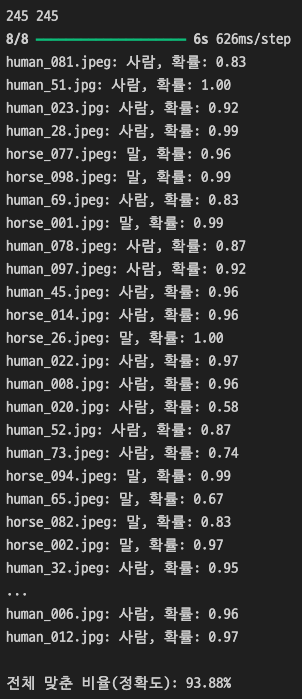 245 245
8/8 ━━━━━━━━━━━━━━━━━━━━ 6s 626ms/step
human_081.jpeg: 사람, 확률: 0.83
human_51.jpg: 사람, 확률: 1.00
human_023.jpg: 사람, 확률: 0.92
human_28.jpeg: 사람, 확률: 0.99
horse_077.jpeg: 말, 확률: 0.96
horse_098.jpeg: 말, 확률: 0.99
human_69.jpeg: 사람, 확률: 0.83
horse_001.jpg: 말, 확률: 0.99
human_078.jpeg: 사람, 확률: 0.87
human_097.jpeg: 사람, 확률: 0.92
human_45.jpeg: 사람, 확률: 0.96
horse_014.jpg: 사람, 확률: 0.96
horse_26.jpeg: 말, 확률: 1.00
human_022.jpg: 사람, 확률: 0.97
human_008.jpg: 사람, 확률: 0.96
human_020.jpg: 사람, 확률: 0.58
human_52.jpg: 사람, 확률: 0.87
human_73.jpeg: 사람, 확률: 0.74
horse_094.jpeg: 말, 확률: 0.99
human_65.jpeg: 말, 확률: 0.67
horse_082.jpeg: 말, 확률: 0.83
horse_002.jpg: 말, 확률: 0.97
human_32.jpeg: 사람, 확률: 0.95
...
human_006.jpg: 사람, 확률: 0.96
human_012.jpg: 사람, 확률: 0.97
전체 맞춘 비율(정확도): 93.88%